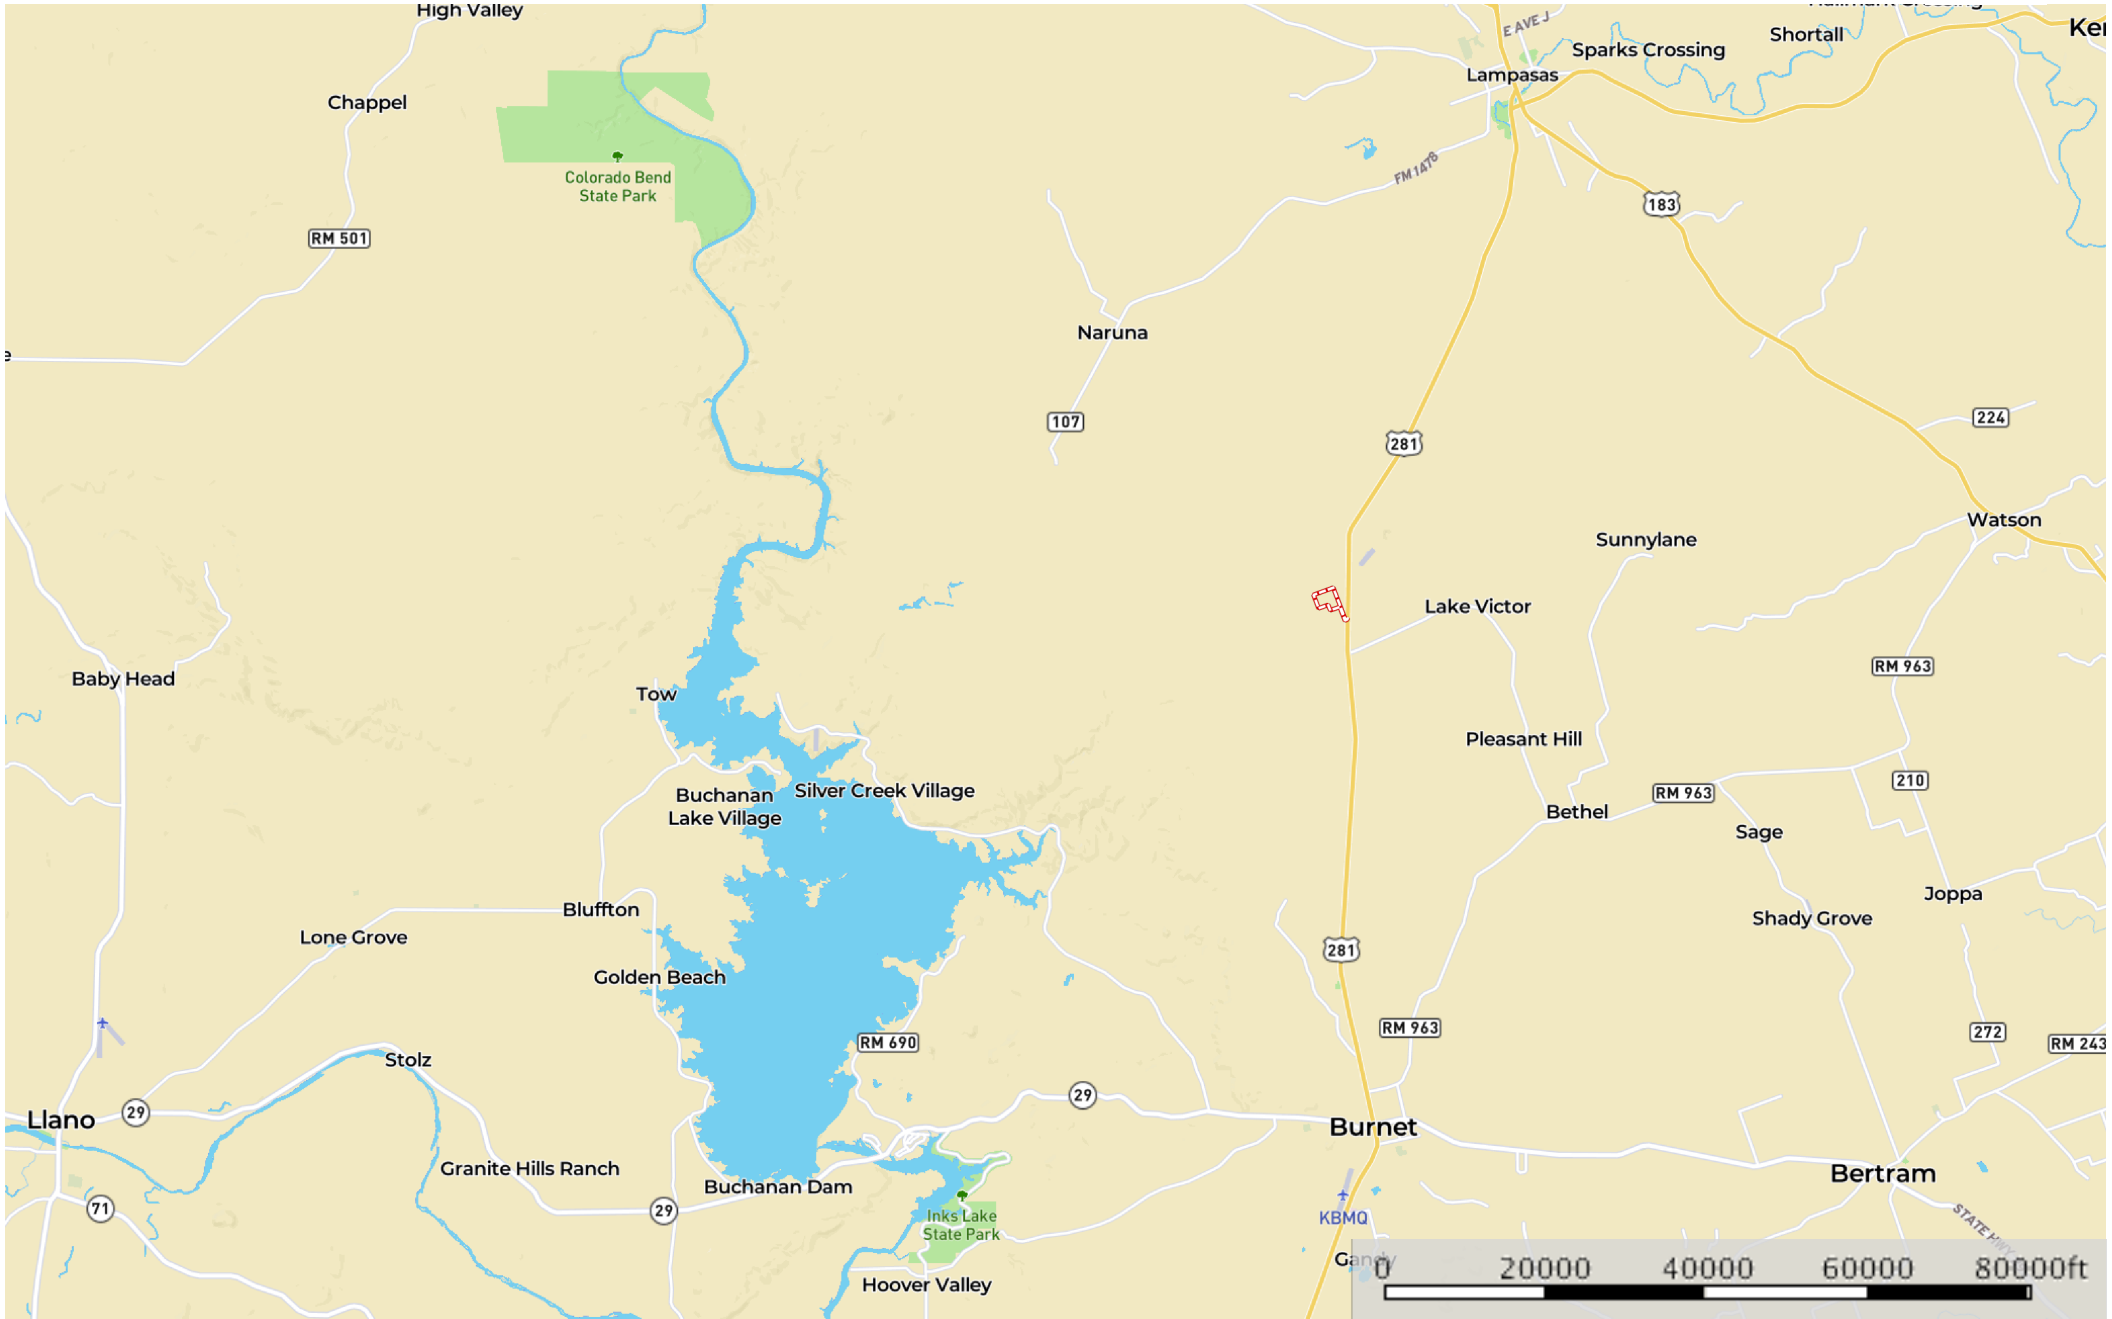 High Valley
E AVE J
Shortall
Sparks Crossing
Lampasas
Chappel
FM 1478
Colorado Bend
State Park
183
RM 501
Naruna
107
224
281
Watson
Sunnylane
Lake Victor
RM 963
Baby Head
Tow
Pleasant Hill
210
Silver Creek Village
Buchanan
Lake Village
RM 963
Bethel
Sage
Joppa
Bluffton
Shady Grove
Lone Grove
281
Golden Beach
RM 963
272
RM 690
RM 243
Stolz
29
29
Llano
Burnet
Granite Hills Ranch
Bertram
Buchanan Dam
71
29
Inks Lake
State Park
KBMQ
STATE HWY
Gandy
Hoover Valley
0 20000 40000 60000 80000ft